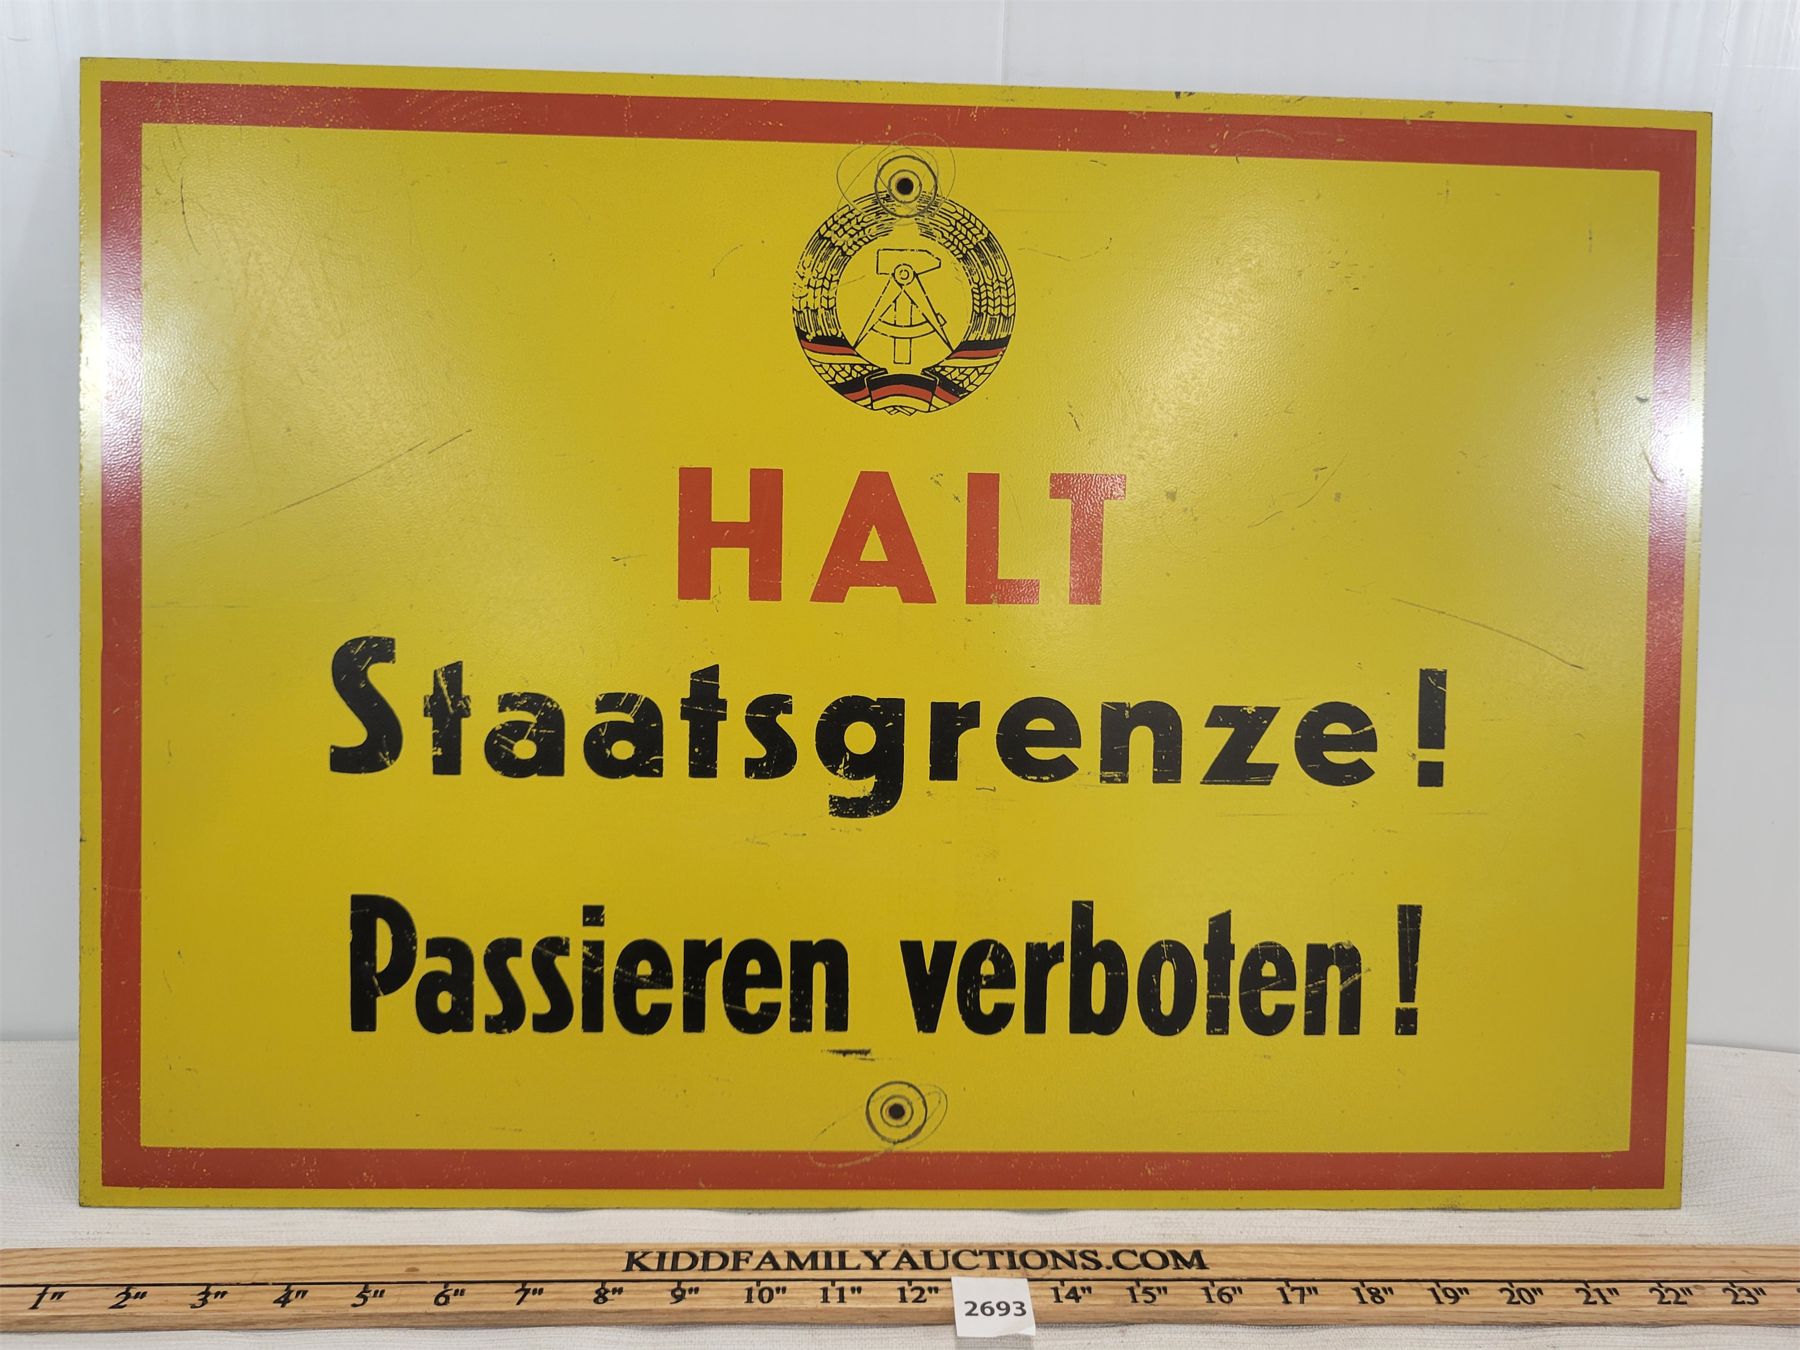 HALT
Staatsgrenze!
Passieren verboten!
KIDDFAMILYAUCTIONS.COM
1" 2" 3" 4" 5" 6" 7" 8" 9" 10" 11" 12" 14" 15" 16" 17" 18" 19" 20" 21" 22" 23"
2693